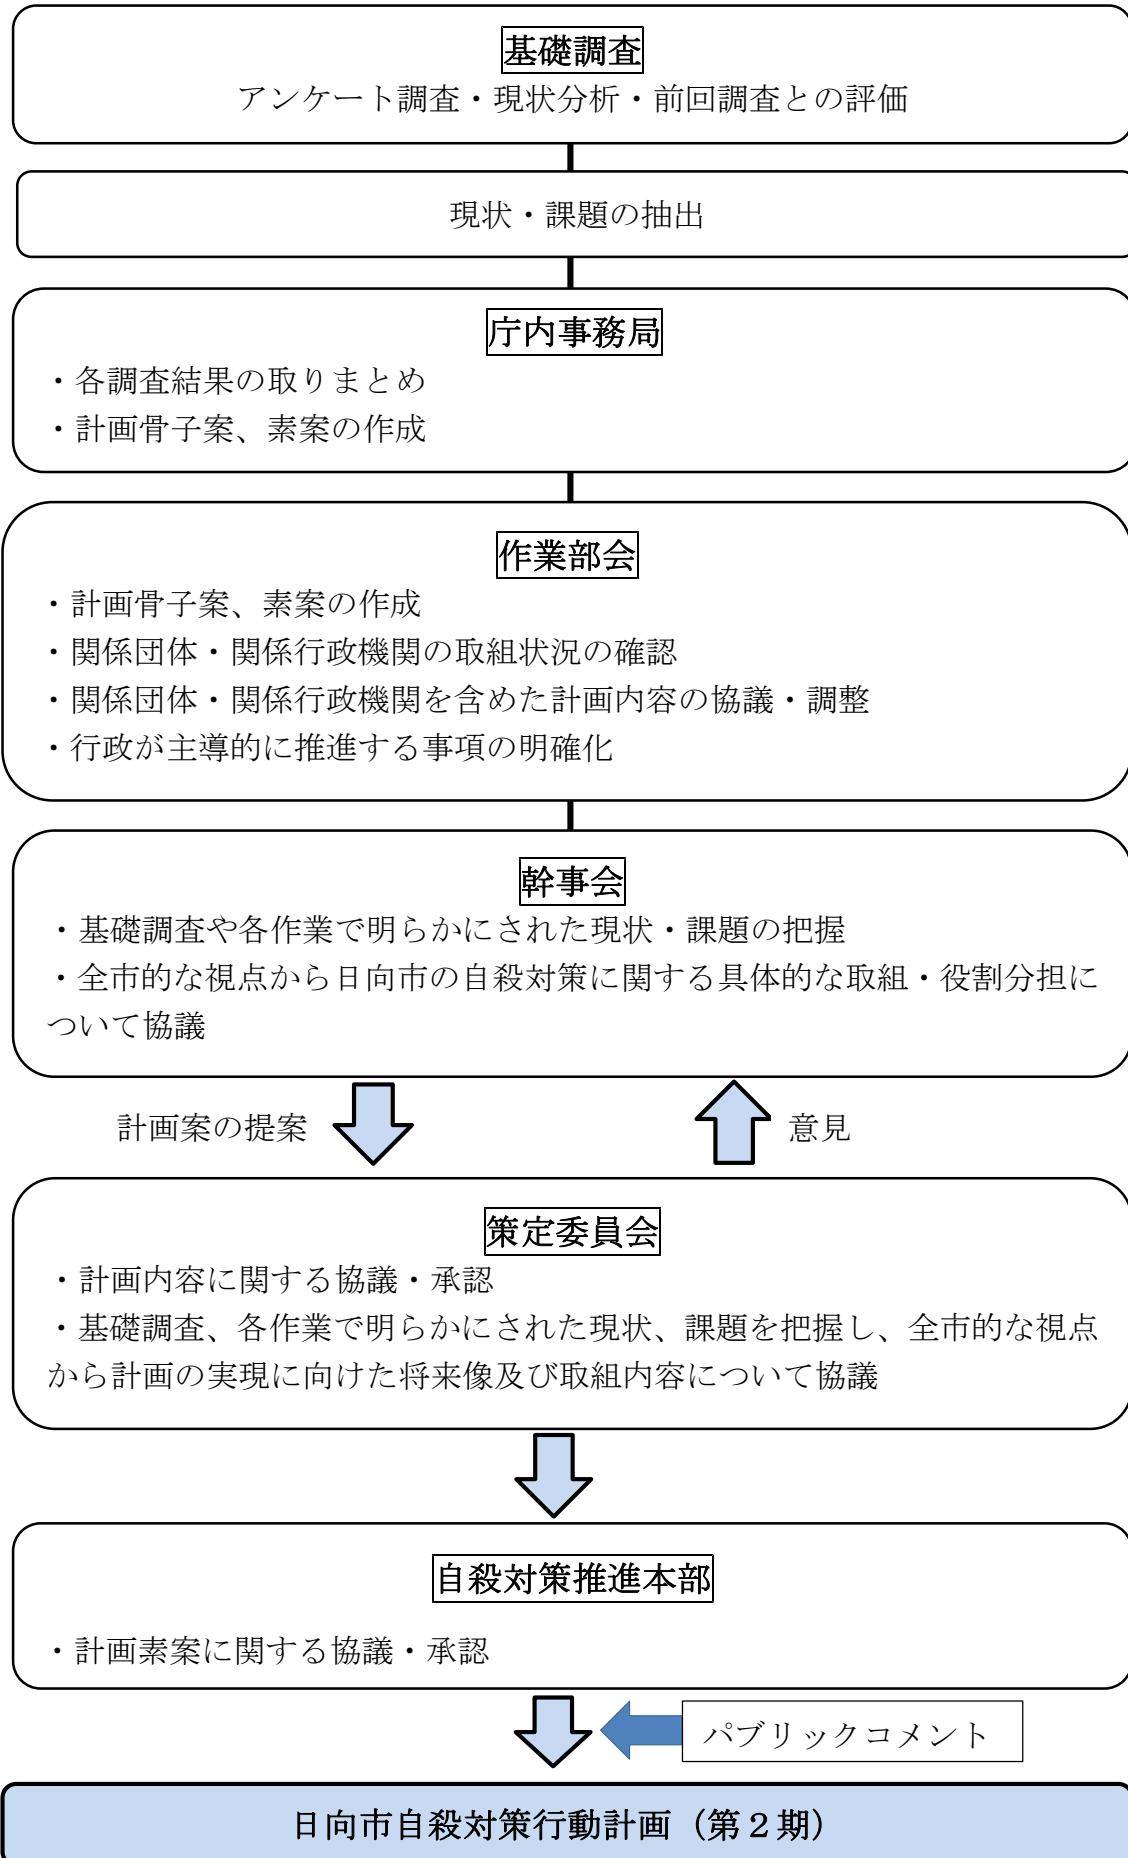 基礎調査
アンケート調査・現状分析・前回調査との評価
現状・課題の抽出
庁内事務局
・各調査結果の取りまとめ
・計画骨子案、素案の作成
作業部会
・計画骨子案、素案の作成
・関係団体・関係行政機関の取組状況の確認
・関係団体・関係行政機関を含めた計画内容の協議・調整
・行政が主導的に推進する事項の明確化
幹事会
・基礎調査や各作業で明らかにされた現状・課題の把握
・全市的な視点から日向市の自殺対策に関する具体的な取組・役割分担に
ついて協議
計画案の提案
意見
策定委員会
・計画内容に関する協議・承認
・基礎調査、各作業で明らかにされた現状、課題を把握し、全市的な視点
から計画の実現に向けた将来像及び取組内容について協議
自殺対策推進本部
・計画素案に関する協議・承認
パブリックコメント
日向市自殺対策行動計画（第２期）